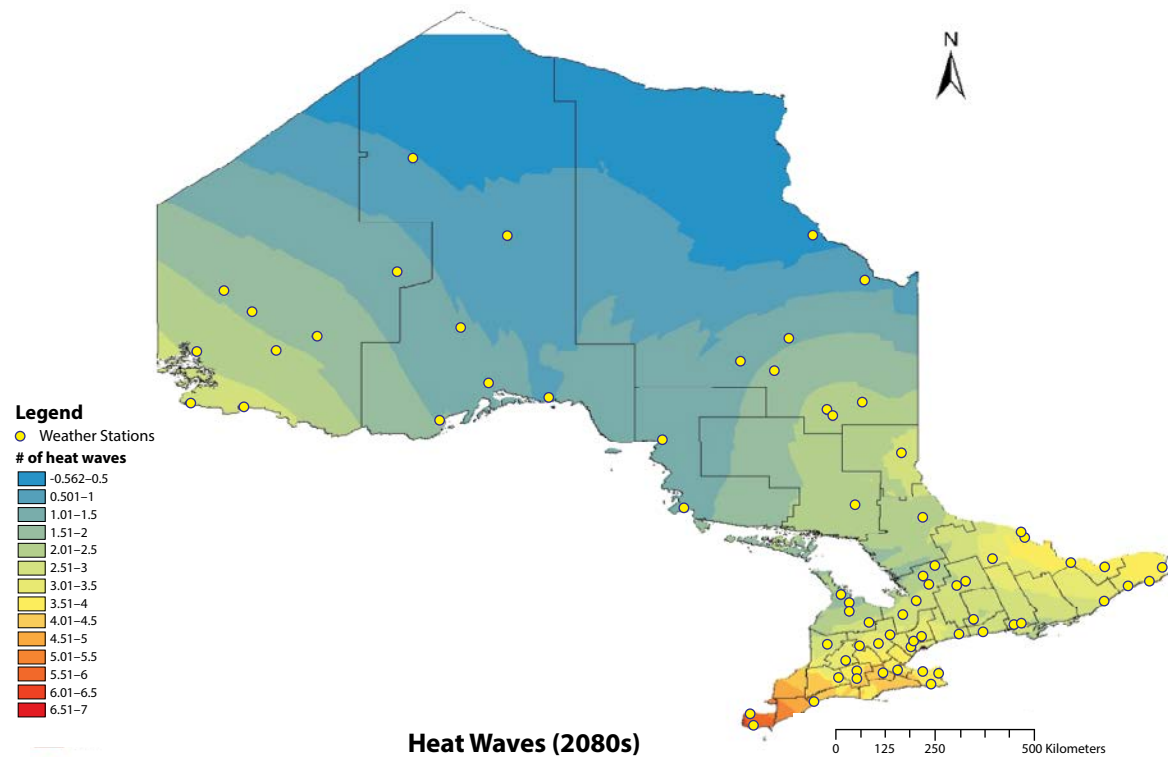 N
Legend
Weather Stations
# of heat waves
-0.562–0.5
0.501–1
1.01–1.5
1.51–2
2.01–2.5
2.51–3
3.01–3.5
3.51–4
4.01–4.5
4.51–5
5.01–5.5
5.51–6
6.01–6.5
6.51–7
Heat Waves (2080s)
0 125 250 500 Kilometers